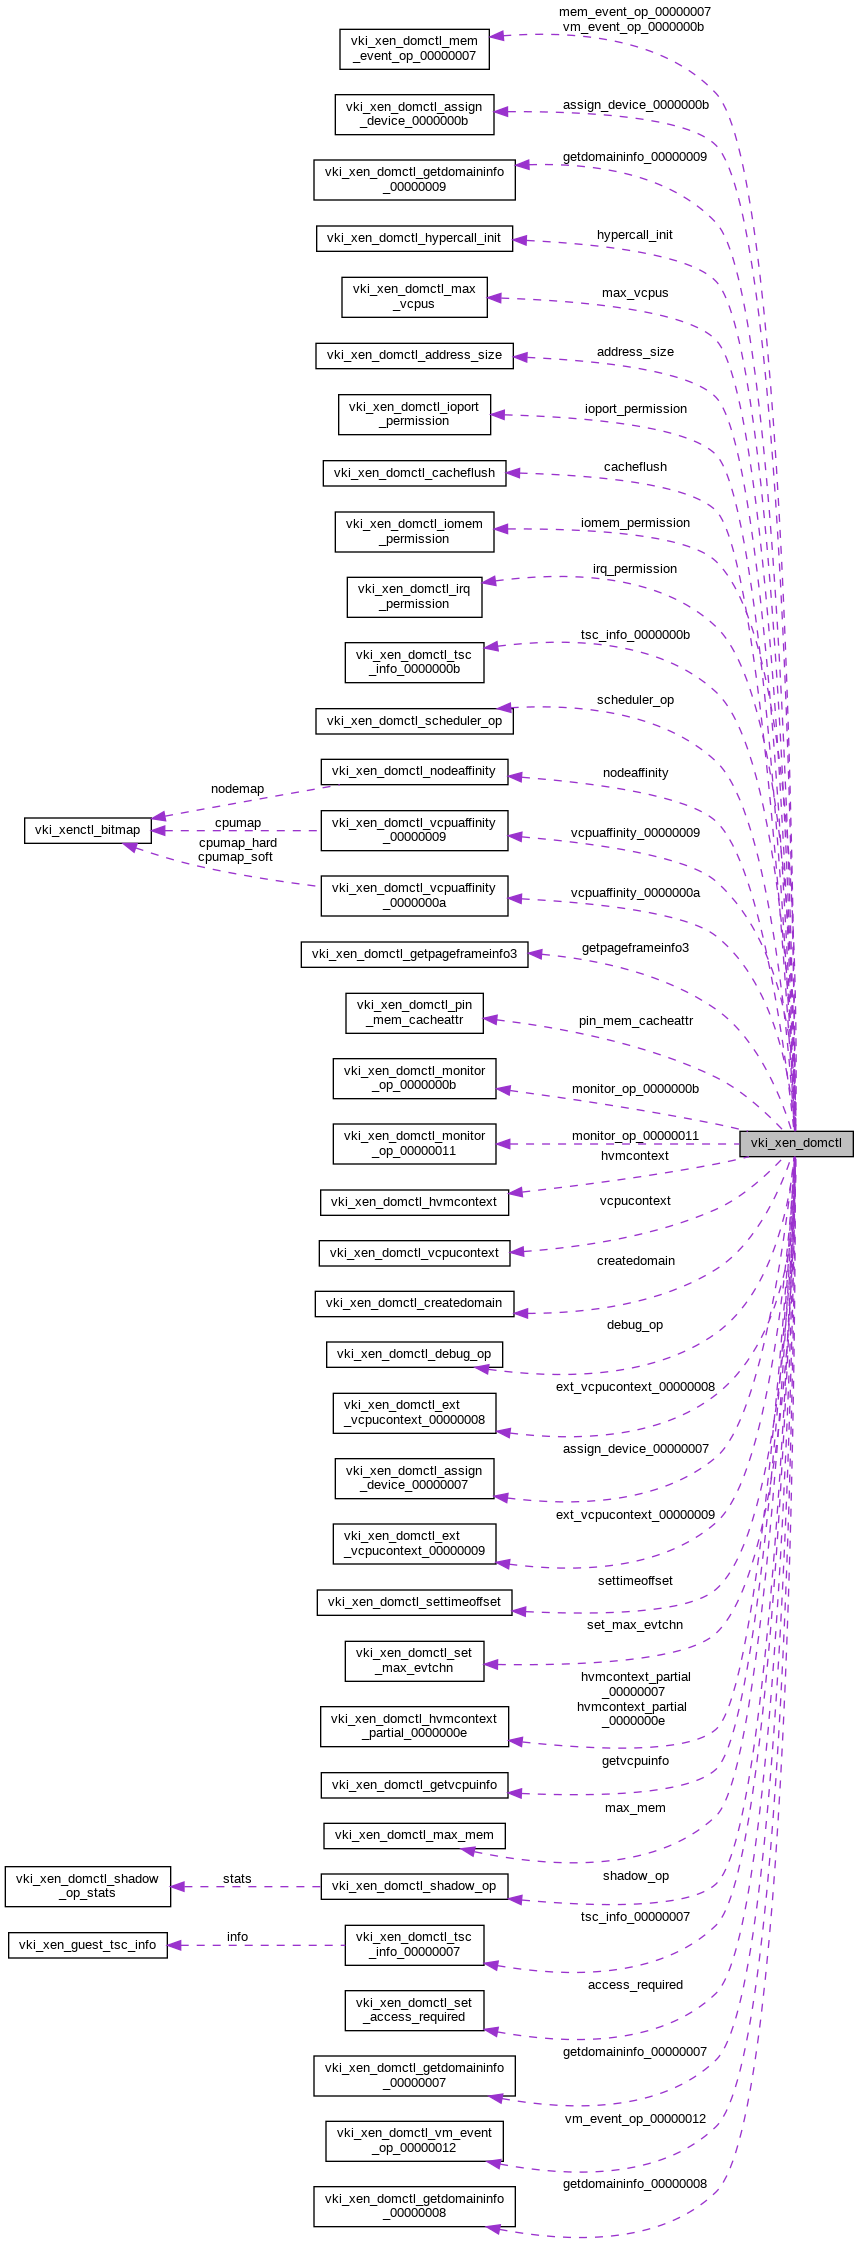 mem_event_op_00000007
vm_event_op_0000000b
vki_xen_domctl_mem
_event_op_00000007
assign_device_0000000b
vki_xen_domctl_assign
_device_0000000b
getdomaininfo_00000009
vki_xen_domctl_getdomaininfo
_00000009
hypercall_init
vki_xen_domctl_hypercall_init
max_vcpus
vki_xen_domctl_max
_vcpus
address_size
vki_xen_domctl_address_size
ioport_permission
vki_xen_domctl_ioport
_permission
cacheflush
vki_xen_domctl_cacheflush
iomem_permission
vki_xen_domctl_iomem
_permission
irq_permission
vki_xen_domctl_irq
_permission
tsc_info_0000000b
vki_xen_domctl_tsc
_info_0000000b
scheduler_op
vki_xen_domctl_scheduler_op
nodeaffinity
vki_xen_domctl_nodeaffinity
nodemap
vki_xenctl_bitmap
cpumap
vki_xen_domctl_vcpuaffinity
_00000009
vcpuaffinity_00000009
cpumap_hard
cpumap_soft
vki_xen_domctl_vcpuaffinity
_0000000a
vcpuaffinity_0000000a
getpageframeinfo3
vki_xen_domctl_getpageframeinfo3
vki_xen_domctl_pin
_mem_cacheattr
pin_mem_cacheattr
vki_xen_domctl_monitor
_op_0000000b
monitor_op_0000000b
vki_xen_domctl_monitor
_op_00000011
monitor_op_00000011
vki_xen_domctl
hvmcontext
vki_xen_domctl_hvmcontext
vcpucontext
vki_xen_domctl_vcpucontext
createdomain
vki_xen_domctl_createdomain
debug_op
vki_xen_domctl_debug_op
ext_vcpucontext_00000008
vki_xen_domctl_ext
_vcpucontext_00000008
assign_device_00000007
vki_xen_domctl_assign
_device_00000007
ext_vcpucontext_00000009
vki_xen_domctl_ext
_vcpucontext_00000009
settimeoffset
vki_xen_domctl_settimeoffset
set_max_evtchn
vki_xen_domctl_set
_max_evtchn
hvmcontext_partial
_00000007
hvmcontext_partial
_0000000e
vki_xen_domctl_hvmcontext
_partial_0000000e
getvcpuinfo
vki_xen_domctl_getvcpuinfo
max_mem
vki_xen_domctl_max_mem
shadow_op
vki_xen_domctl_shadow_op
stats
vki_xen_domctl_shadow
_op_stats
tsc_info_00000007
vki_xen_domctl_tsc
_info_00000007
info
vki_xen_guest_tsc_info
access_required
vki_xen_domctl_set
_access_required
getdomaininfo_00000007
vki_xen_domctl_getdomaininfo
_00000007
vm_event_op_00000012
vki_xen_domctl_vm_event
_op_00000012
getdomaininfo_00000008
vki_xen_domctl_getdomaininfo
_00000008